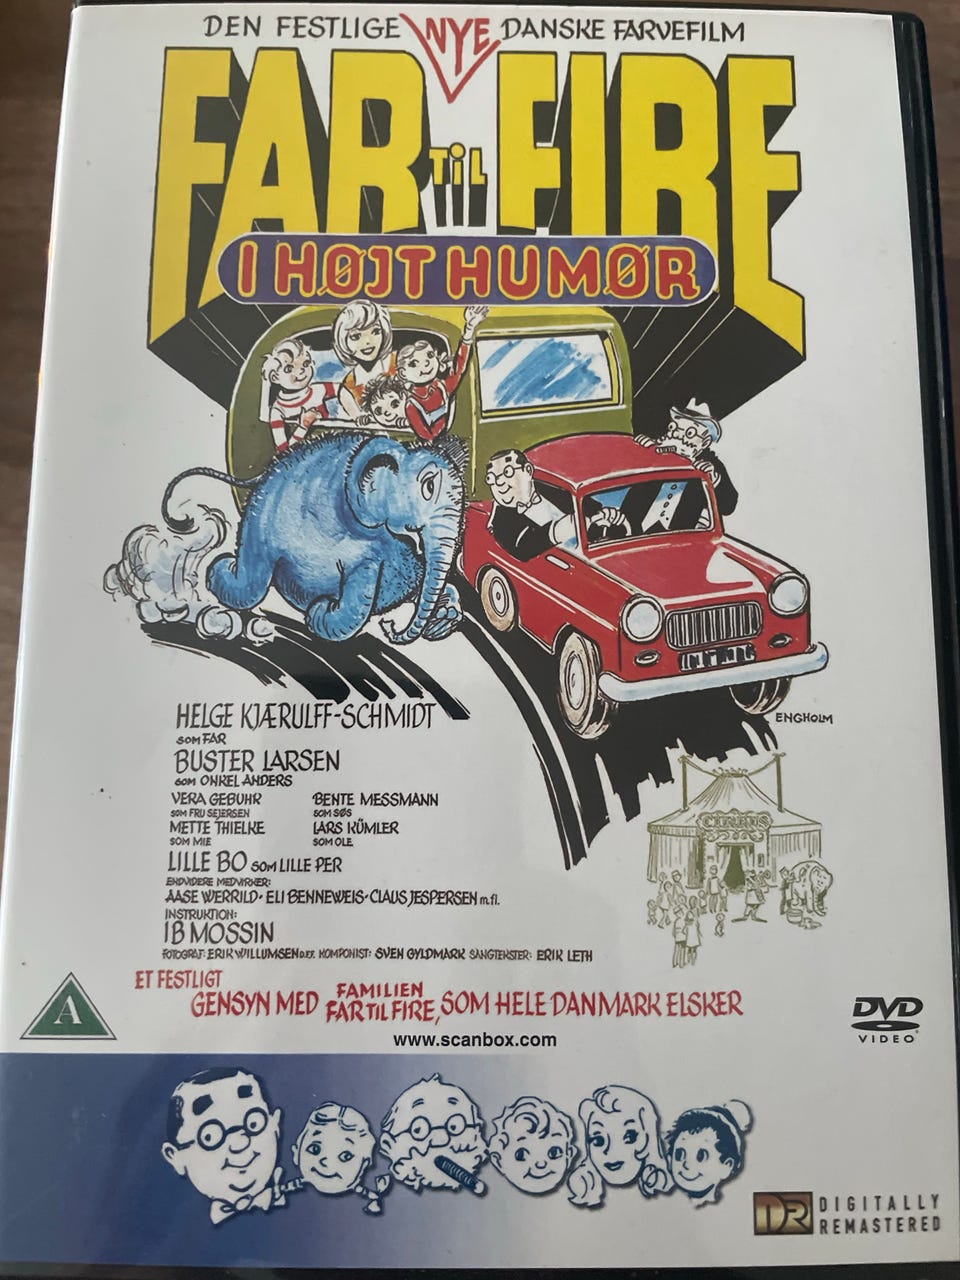 DEN FESTLIGE NYE DANSKE FARVEFILM
FAR TiL FIRE
I HØJT HUMØR
ENGHOLM
HELGE KJÆRULFF-SCHMIDT
SOM FAR
BUSTER LARSEN
SOM ONKEL ANDERS
VERA GEBUHR BENTE MESSMANN
SOM FRU SEJERSEN SOM SØS
METTE THIELKE LARS KÜMLER
SOM MIE SOM OLE
LILLE BO SOM LILLE PER
ENDVIDERE MEDVIRKER:
AASE WERRILD · ELI BENNEWEIS · CLAUS JESPERSEN m.fl.
INSTRUKTION:
IB MOSSIN
FOTOGRAF: ERIK WILLUMSEN D.F.F. KOMPONIST: SVEN GYLDMARK SANGTEKSTER: ERIK LETH
CIRKUS
ET FESTLIGT
GENSYN MED FAMILIEN FAR TIL FIRE, SOM HELE DANMARK ELSKER
A
www.scanbox.com
DVD
VIDEO
DR DIGITALLY
REMASTERED